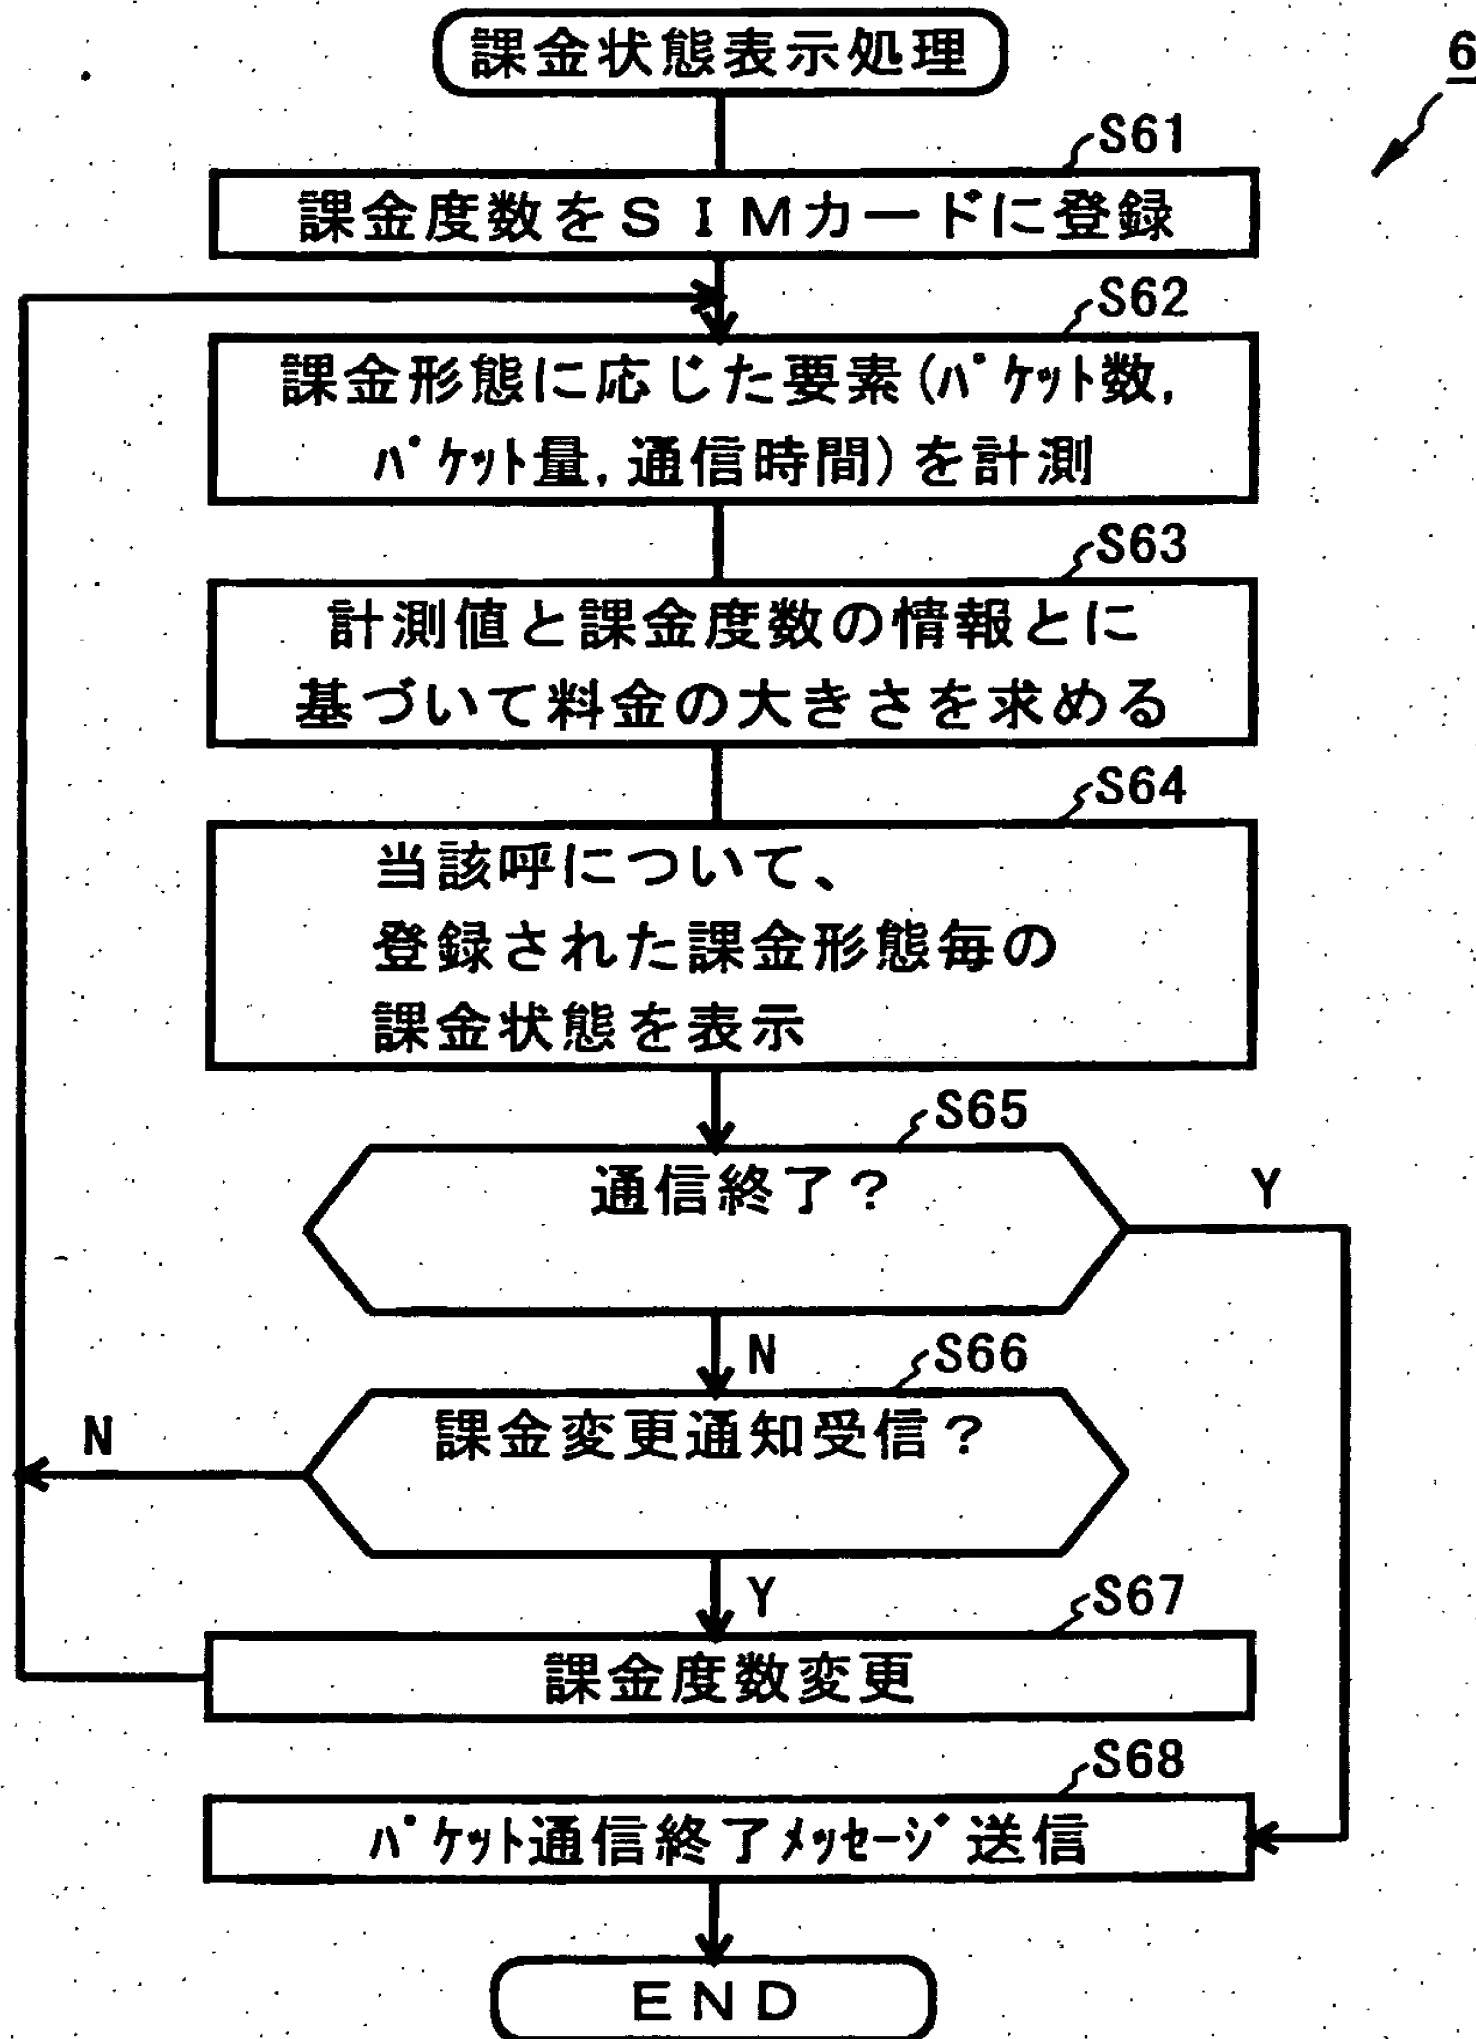 課金状態表示処理
6
S61
課金度数をＳＩＭカードに登録
S62
課金形態に応じた要素(ﾊﾟｹｯﾄ数,
ﾊﾟｹｯﾄ量,通信時間)を計測
S63
計測値と課金度数の情報とに
基づいて料金の大きさを求める
S64
当該呼について、
登録された課金形態毎の
課金状態を表示
S65
通信終了？
Y
N
S66
課金変更通知受信？
N
Y
S67
課金度数変更
S68
ﾊﾟｹｯﾄ通信終了ﾒｯｾｰｼﾞ送信
ＥＮＤ